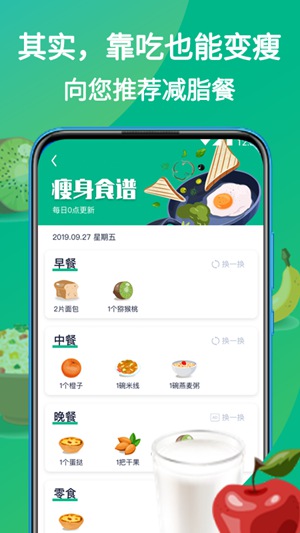 其实，靠吃也能变瘦
向您推荐减脂餐
瘦身食谱
每日0点更新
2019.09.27 星期五
早餐
换一换
2片面包
1个猕猴桃
中餐
换一换
1个橙子
1碗米线
1碗燕麦粥
晚餐
换一换
1个蛋挞
1把干果
零食